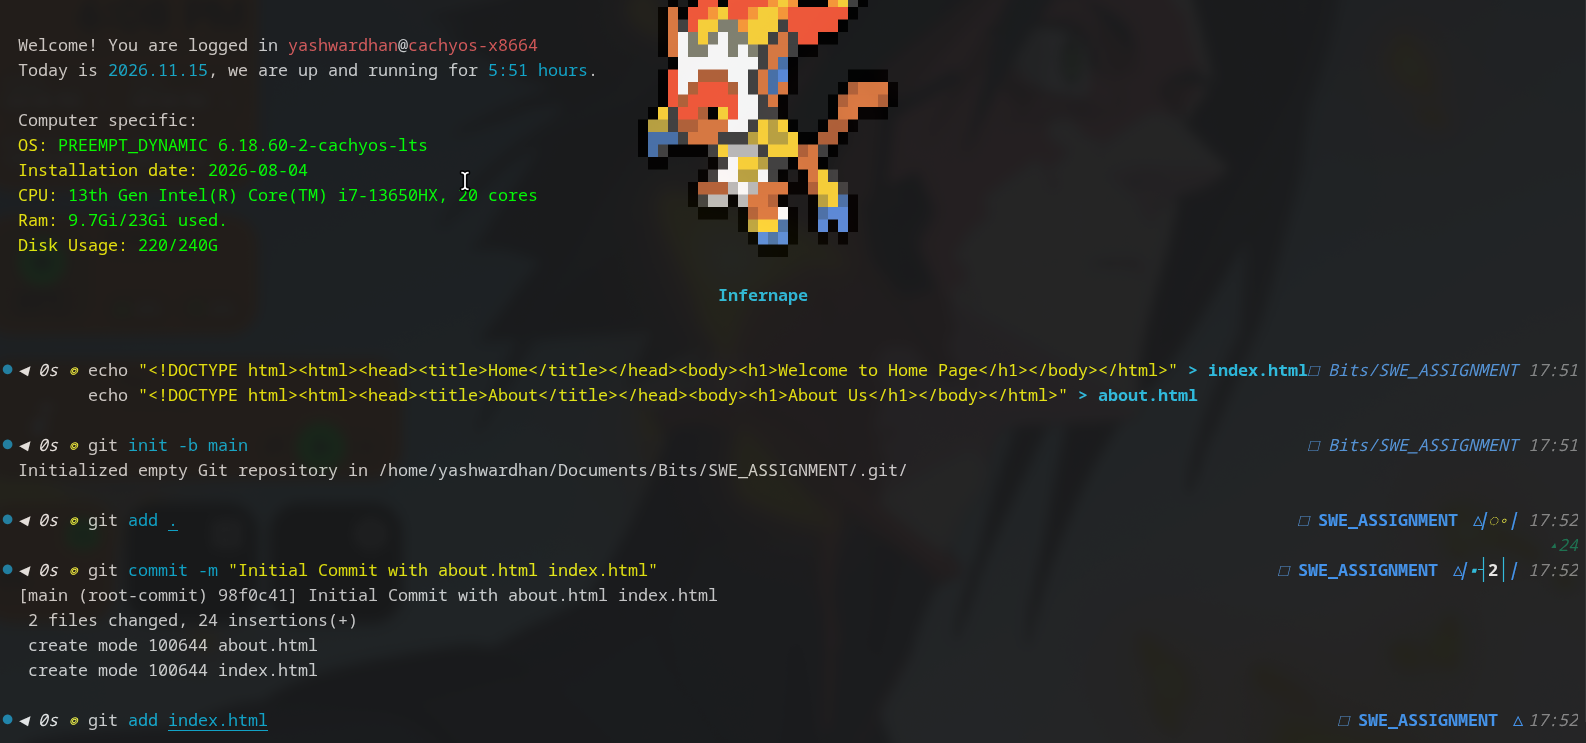 Welcome! You are logged in yashwardhan@cachyos-x8664
Today is 2026.11.15, we are up and running for 5:51 hours.
Computer specific:
OS: PREEMPT_DYNAMIC 6.18.60-2-cachyos-lts
Installation date: 2026-08-04
CPU: 13th Gen Intel(R) Core(TM) i7-13650HX, 20 cores
Ram: 9.7Gi/23Gi used.
Disk Usage: 220/240G
Infernape
0s echo "<!DOCTYPE html><html><head><title>Home</title></head><body><h1>Welcome to Home Page</h1></body></html>" > index.html Bits/SWE_ASSIGNMENT 17:51
echo "<!DOCTYPE html><html><head><title>About</title></head><body><h1>About Us</h1></body></html>" > about.html
0s git init -b main Bits/SWE_ASSIGNMENT 17:51
Initialized empty Git repository in /home/yashwardhan/Documents/Bits/SWE_ASSIGNMENT/.git/
0s git add . SWE_ASSIGNMENT 17:52
24
0s git commit -m "Initial Commit with about.html index.html" SWE_ASSIGNMENT 2 17:52
[main (root-commit) 98f0c41] Initial Commit with about.html index.html
2 files changed, 24 insertions(+)
create mode 100644 about.html
create mode 100644 index.html
0s git add index.html SWE_ASSIGNMENT 17:52